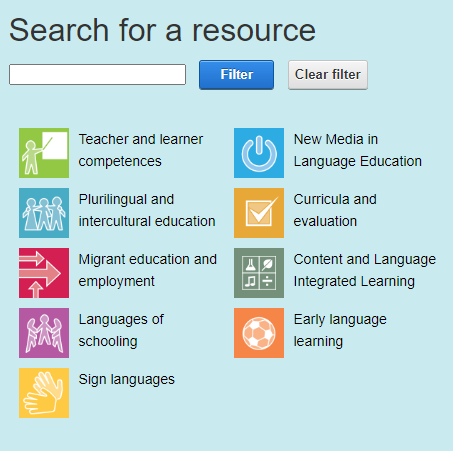 Search for a resource
Filter
Clear filter
Teacher and learner
competences
New Media in
Language Education
Plurilingual and
intercultural education
Curricula and
evaluation
Migrant education and
employment
Content and Language
Integrated Learning
Languages of
schooling
Early language
learning
Sign languages